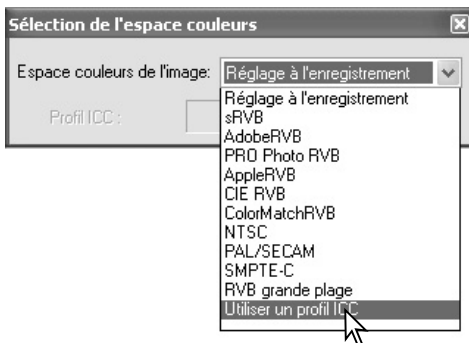 Sélection de l'espace couleurs
Espace couleurs de l'image: Réglage à l'enregistrement
Profil ICC :
Réglage à l'enregistrement
sRVB
AdobeRVB
PRO Photo RVB
AppleRVB
CIE RVB
ColorMatchRVB
NTSC
PAL/SECAM
SMPTE-C
RVB grande plage
Utiliser un profil ICC